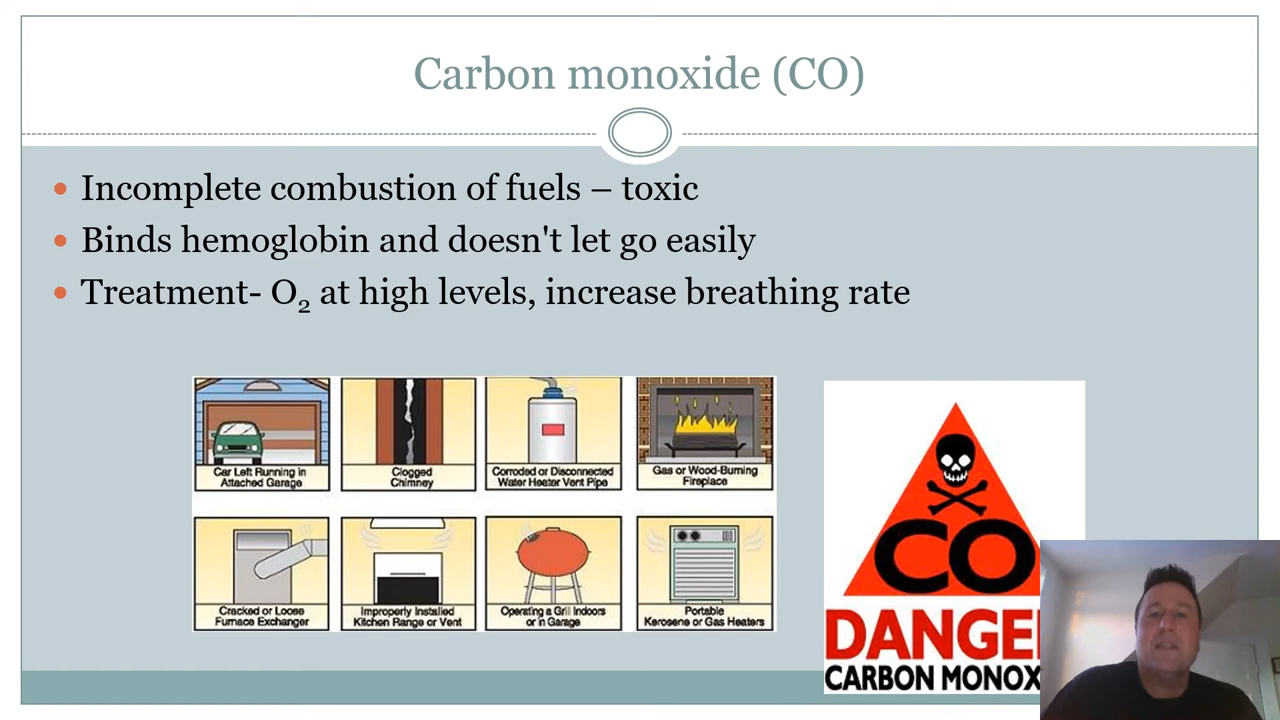 Carbon monoxide (CO)
Incomplete combustion of fuels – toxic
Binds hemoglobin and doesn't let go easily
Treatment- O₂ at high levels, increase breathing rate
Car Left Running in
Attached Garage
Clogged
Chimney
Corroded or Disconnected
Water Heater Vent Pipe
Gas or Wood-Burning
Fireplace
Cracked or Loose
Furnace Exchanger
Improperly Installed
Kitchen Range or Vent
Operating a Grill Indoors
or in Garage
Portable
Kerosene or Gas Heaters
CO
DANGE
CARBON MONOX